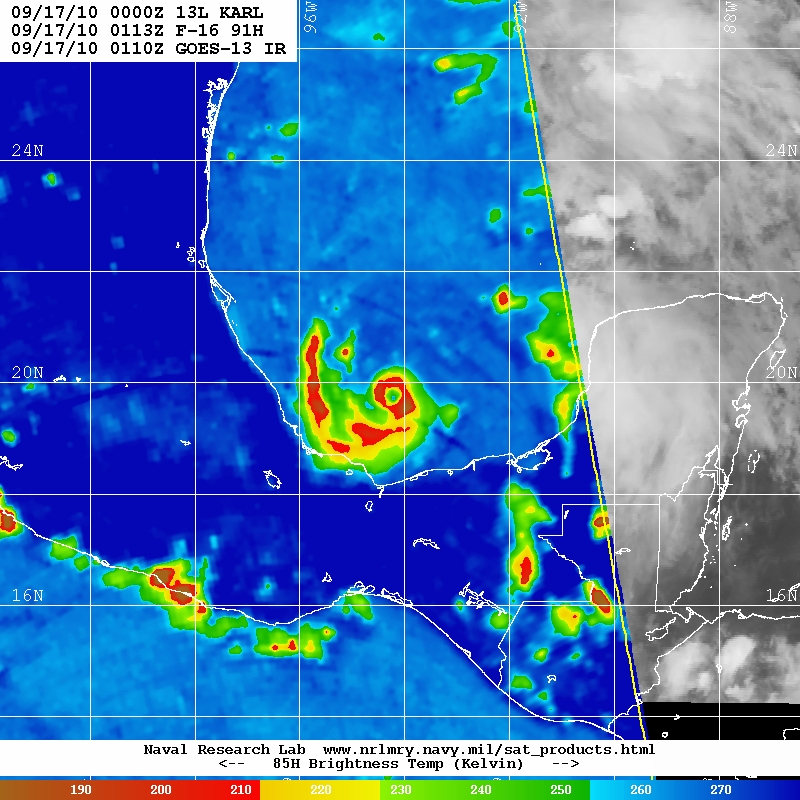 09/17/10 0000Z 13L KARL
09/17/10 0113Z F-16 91H
09/17/10 0110Z GOES-13 IR
96W
92W
88W
24N
24N
20N
20N
16N
16N
Naval Research Lab www.nrlmry.navy.mil/sat_products.html
<-- 85H Brightness Temp (Kelvin) -->
190 200 210 220 230 240 250 260 270